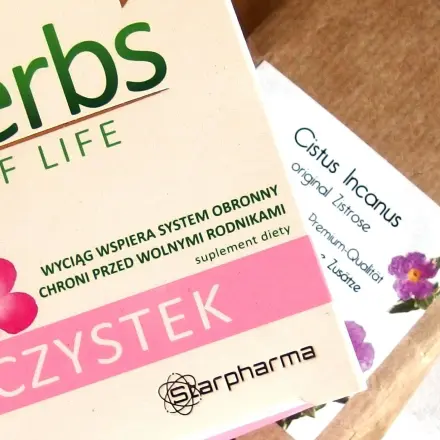 erbs
F LIFE
WYCIĄG WSPIERA SYSTEM OBRONNY
CHRONI PRZED WOLNYMI RODNIKAMI
suplement diety
CZYSTEK
Starpharma
Cistus Incanus
original Zistrose
Premium-Qualität
Zusätze